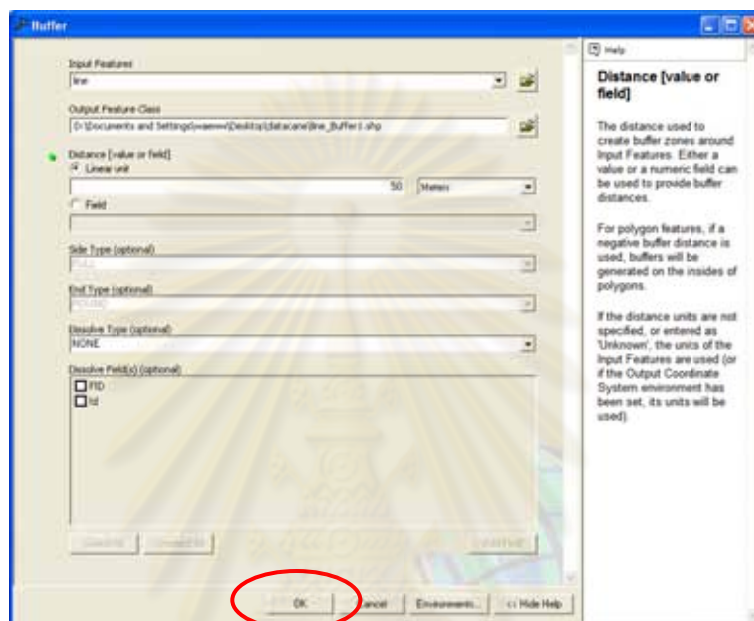 Buffer
Input Features
line
Output Feature Class
Distance [value or field]
Linear unit
50 Meters
Field
Side Type (optional)
FULL
End Type (optional)
ROUND
Dissolve Type (optional)
NONE
Dissolve Field(s) (optional)
FID
Id
OK Cancel Environments... << Hide Help
Help
Distance [value or
field]
The distance used to
create buffer zones around
Input Features. Either a
value or a numeric field can
be used to provide buffer
distances.
For polygon features, if a
negative buffer distance is
used, buffers will be
generated on the insides of
polygons.
If the distance units are not
specified, or entered as
'Unknown', the units of the
Input Features are used (or
if the Output Coordinate
System environment has
been set, its units will be
used).